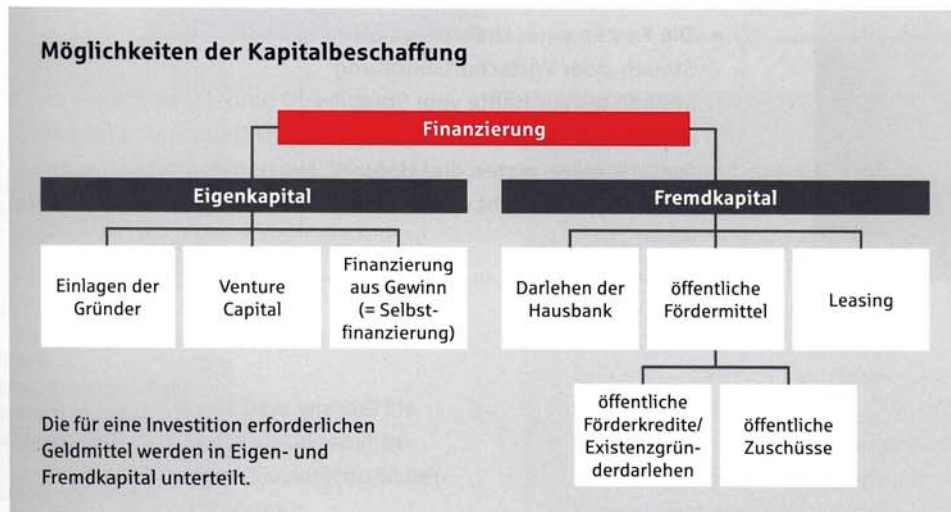 Möglichkeiten der Kapitalbeschaffung
Finanzierung
Eigenkapital
Fremdkapital
Einlagen der
Gründer
Venture
Capital
Finanzierung
aus Gewinn
(= Selbst-
finanzierung)
Darlehen der
Hausbank
öffentliche
Fördermittel
Leasing
öffentliche
Förderkredite/
Existenzgrün-
derdarlehen
öffentliche
Zuschüsse
Die für eine Investition erforderlichen
Geldmittel werden in Eigen- und
Fremdkapital unterteilt.